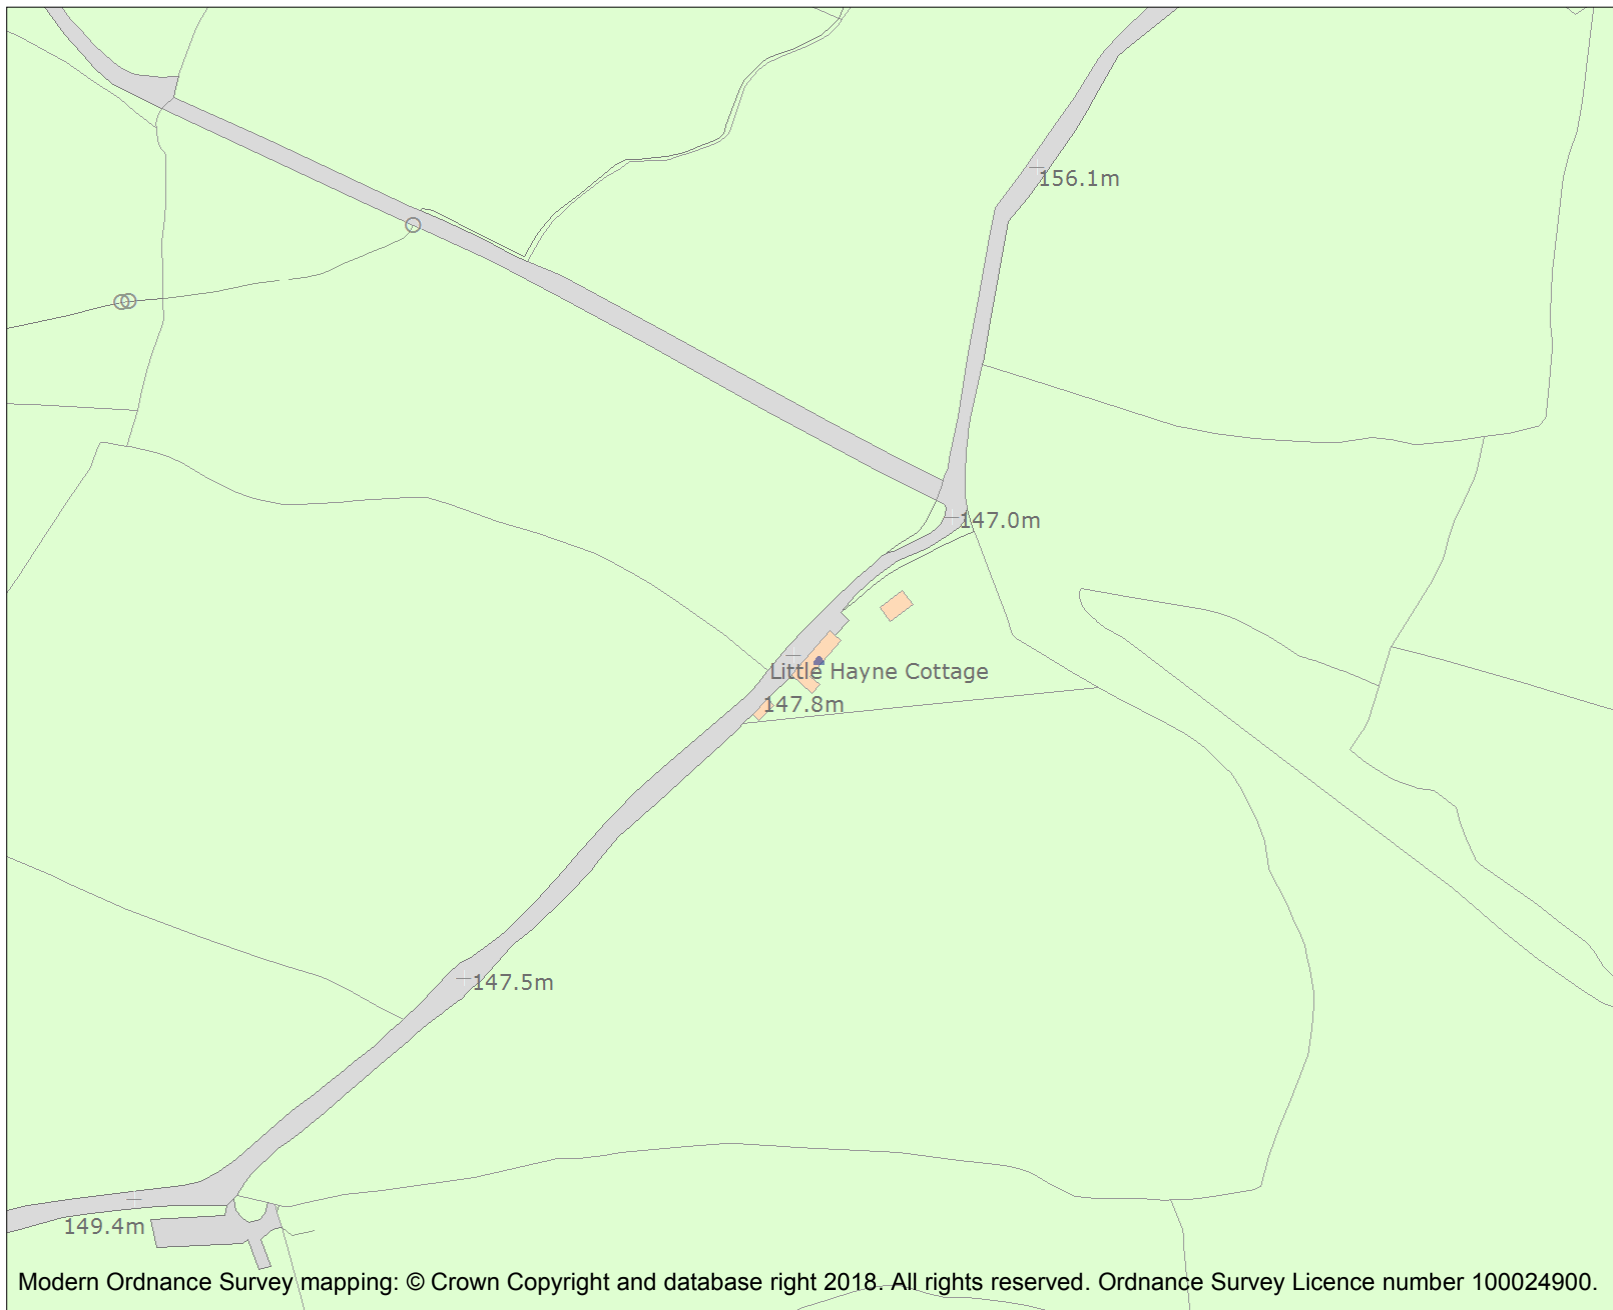 156.1m
147.0m
Little Hayne Cottage
147.8m
147.5m
149.4m
Modern Ordnance Survey mapping: © Crown Copyright and database right 2018. All rights reserved. Ordnance Survey Licence number 100024900.